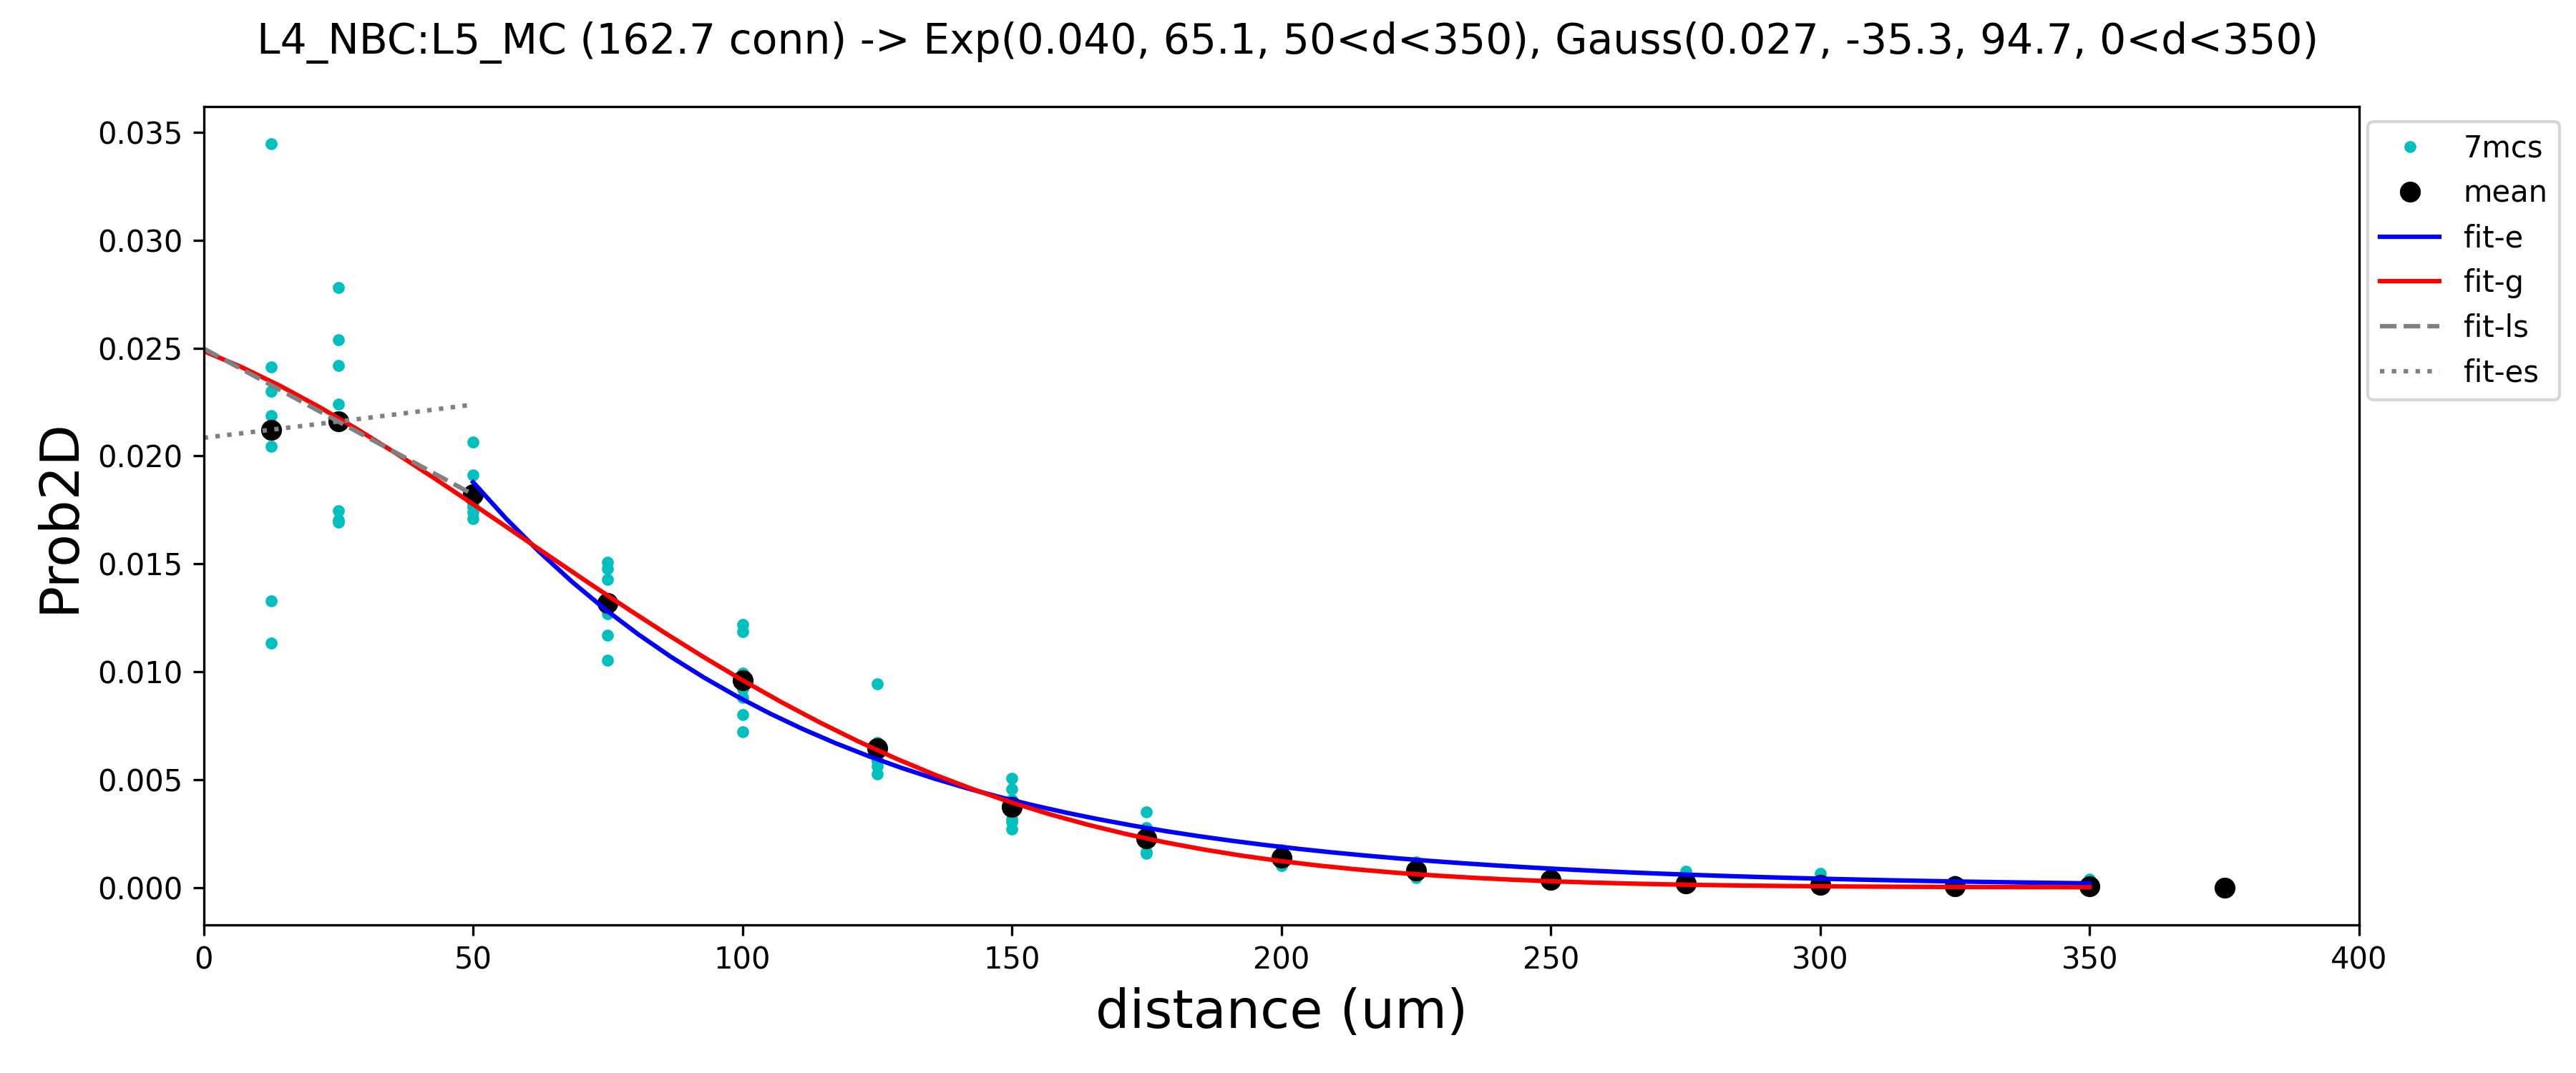 L4_NBC:L5_MC (162.7 conn) -> Exp(0.040, 65.1, 50<d<350), Gauss(0.027, -35.3, 94.7, 0<d<350)
0.035
0.030
0.025
0.020
0.015
0.010
0.005
0.000
Prob2D
0 50 100 150 200 250 300 350 400
distance (um)
7mcs
mean
fit-e
fit-g
fit-ls
fit-es